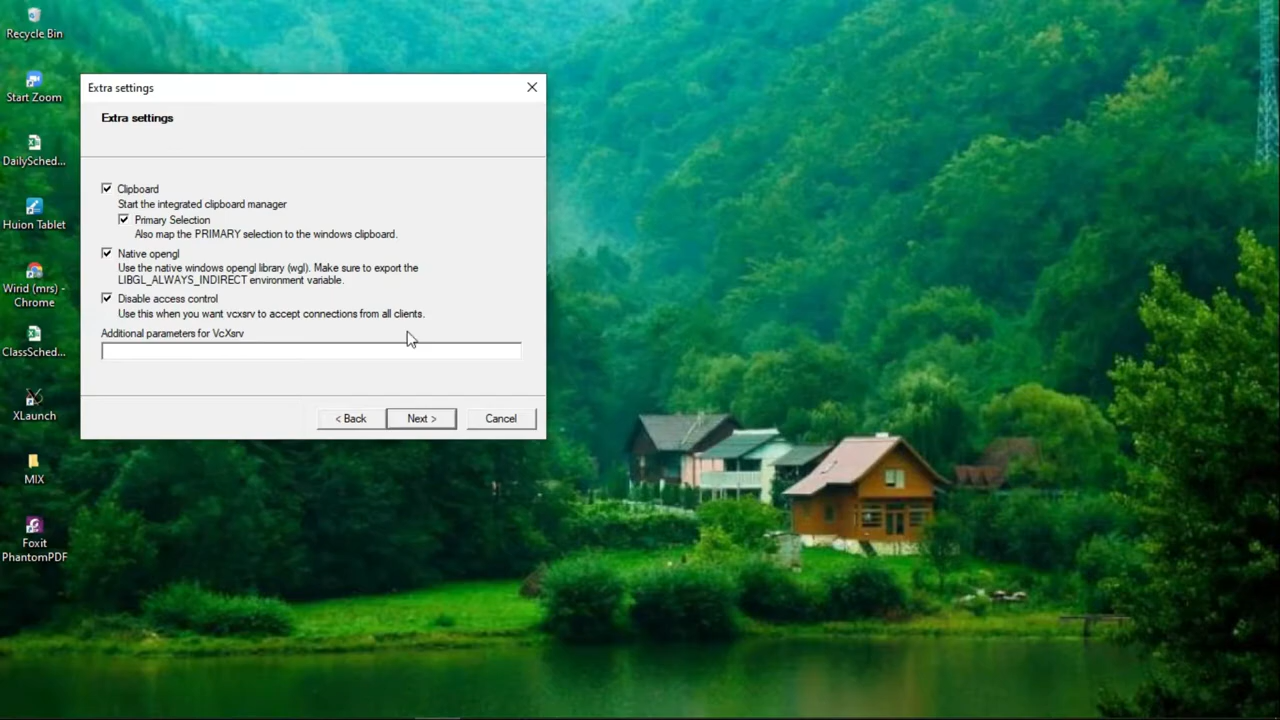 Recycle Bin
Start Zoom
DailySched...
Huion Tablet
Wirid (mrs) -
Chrome
ClassSched...
XLaunch
MIX
Foxit
PhantomPDF
Extra settings
Extra settings
Clipboard
Start the integrated clipboard manager
Primary Selection
Also map the PRIMARY selection to the windows clipboard.
Native opengl
Use the native windows opengl library (wgl). Make sure to export the
LIBGL_ALWAYS_INDIRECT environment variable.
Disable access control
Use this when you want vcxsrv to accept connections from all clients.
Additional parameters for VcXsrv
< Back
Next >
Cancel